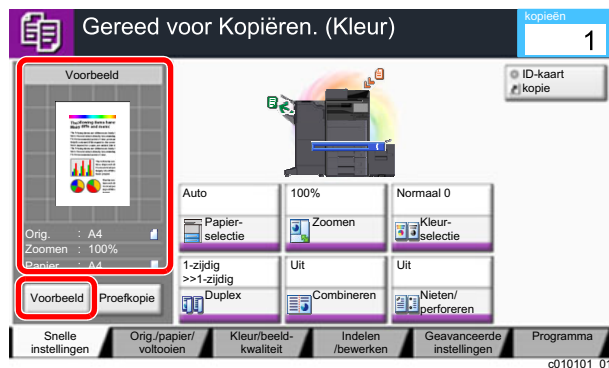 Gereed voor Kopiëren. (Kleur)
kopieën
1
Voorbeeld
Orig. : A4
Zoomen : 100%
Papier : A4
Voorbeeld
Proefkopie
ID-kaart
kopie
Auto
Papier-
selectie
100%
Zoomen
Normaal 0
Kleur-
selectie
1-zijdig
>>1-zijdig
Duplex
Uit
Combineren
Uit
Nieten/
perforeren
Snelle
instellingen
Orig./papier/
voltooien
Kleur/beeld-
kwaliteit
Indelen
/bewerken
Geavanceerde
instellingen
Programma
c010101_01